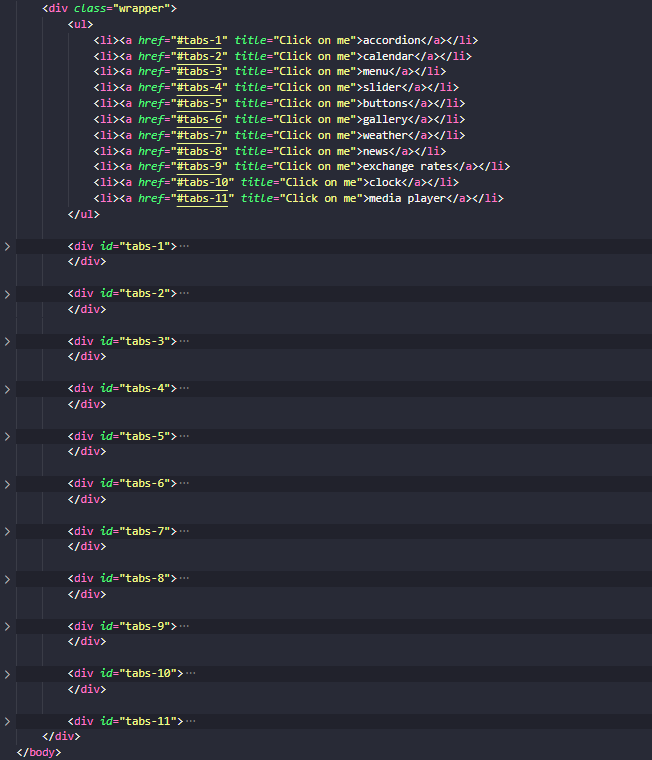 <div class="wrapper">
<ul>
<li><a href="#tabs-1" title="Click on me">accordion</a></li>
<li><a href="#tabs-2" title="Click on me">calendar</a></li>
<li><a href="#tabs-3" title="Click on me">menu</a></li>
<li><a href="#tabs-4" title="Click on me">slider</a></li>
<li><a href="#tabs-5" title="Click on me">buttons</a></li>
<li><a href="#tabs-6" title="Click on me">gallery</a></li>
<li><a href="#tabs-7" title="Click on me">weather</a></li>
<li><a href="#tabs-8" title="Click on me">news</a></li>
<li><a href="#tabs-9" title="Click on me">exchange rates</a></li>
<li><a href="#tabs-10" title="Click on me">clock</a></li>
<li><a href="#tabs-11" title="Click on me">media player</a></li>
</ul>
<div id="tabs-1">···
</div>
<div id="tabs-2">···
</div>
<div id="tabs-3">···
</div>
<div id="tabs-4">···
</div>
<div id="tabs-5">···
</div>
<div id="tabs-6">···
</div>
<div id="tabs-7">···
</div>
<div id="tabs-8">···
</div>
<div id="tabs-9">···
</div>
<div id="tabs-10">···
</div>
<div id="tabs-11">···
</div>
</body>